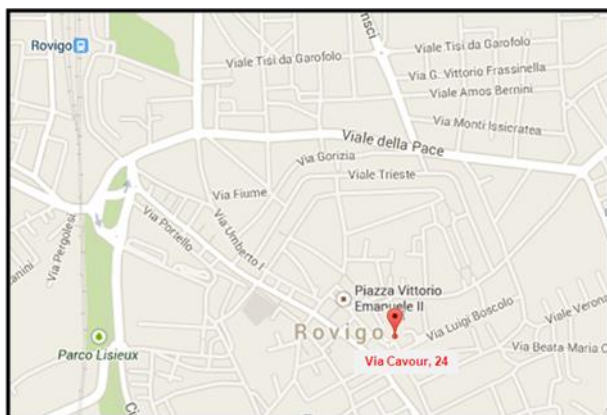 Rovigo
Viale Tisi da Garofolo
Viale Tisi da Garofolo
Via G. Vittorio Frassinella
Viale Amos Bernini
Via Monti Issicratea
Viale della Pace
Via Gorizia
Viale Trieste
Via Fiume
Via Portello
Via Umberto I
Via Pergolesi
Piazza Vittorio
Emanuele II
Rovigo
Via Luigi Boscolo
Viale Verona
Via Beata Maria C
Via Cavour, 24
Parco Lisieux